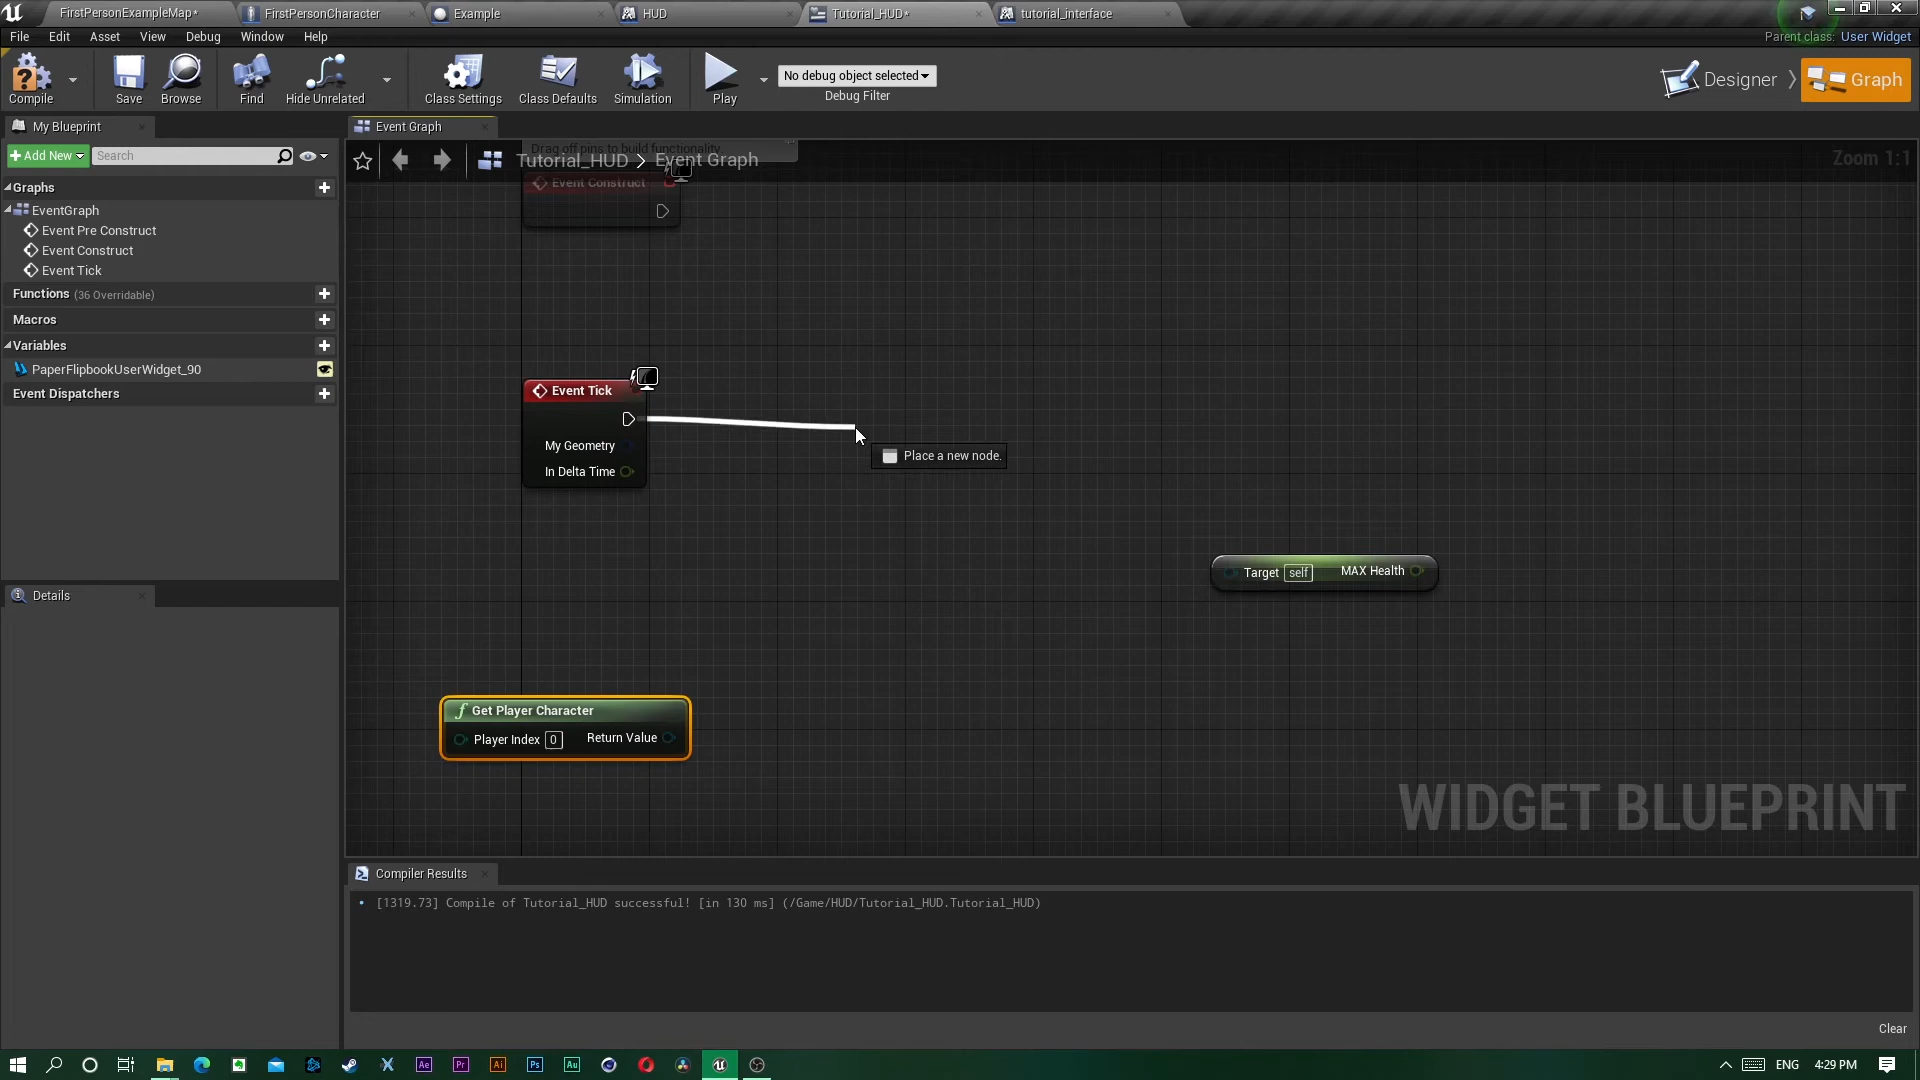 FirstPersonExampleMap*
FirstPersonCharacter
Example
HUD
Tutorial_HUD*
tutorial_interface
File Edit Asset View Debug Window Help
Parent class: User Widget
Compile
Save
Browse
Find
Hide Unrelated
Class Settings
Class Defaults
Simulation
Play
No debug object selected
Debug Filter
Designer
Graph
My Blueprint
Event Graph
Add New
Search
Drag off pins to build functionality.
Tutorial_HUD > Event Graph
Zoom 1:1
Graphs
EventGraph
Event Pre Construct
Event Construct
Event Tick
Functions (36 Overridable)
Macros
Variables
PaperFlipbookUserWidget_90
Event Dispatchers
Event Construct
Event Tick
My Geometry
In Delta Time
Place a new node.
Target self MAX Health
Details
Get Player Character
Player Index 0 Return Value
WIDGET BLUEPRINT
Compiler Results
[1319.73] Compile of Tutorial_HUD successful! [in 130 ms] (/Game/HUD/Tutorial_HUD.Tutorial_HUD)
Clear
Ae
Pr
Ai
Ps
Au
ENG
4:29 PM